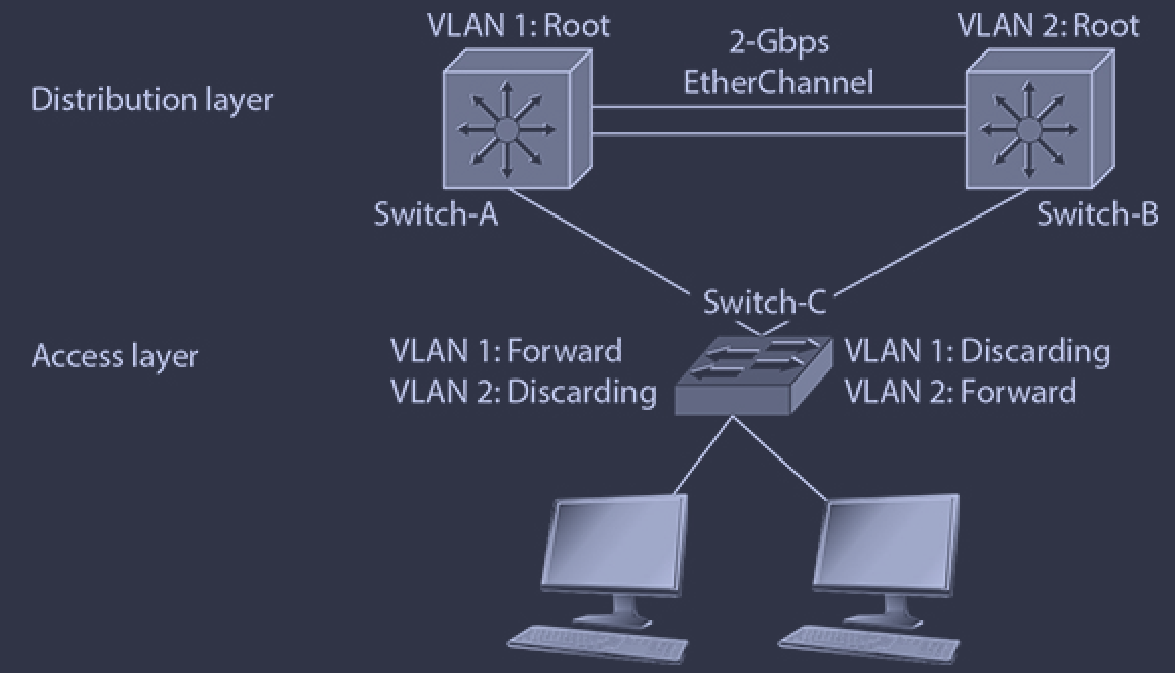 VLAN 1: Root
2-Gbps
EtherChannel
VLAN 2: Root
Distribution layer
Switch-A
Switch-B
Switch-C
Access layer
VLAN 1: Forward
VLAN 2: Discarding
VLAN 1: Discarding
VLAN 2: Forward